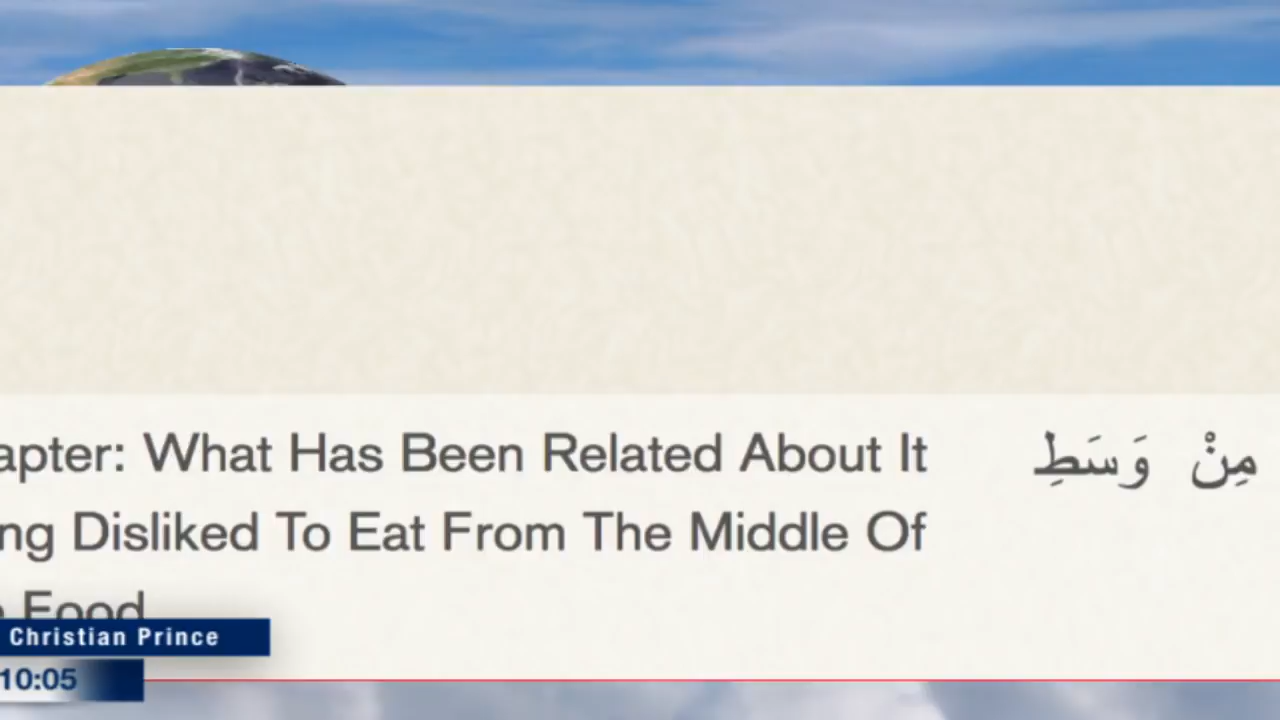 apter: What Has Been Related About It
مِنْ وَسَطِ
ng Disliked To Eat From The Middle Of
Food
Christian Prince
10:05